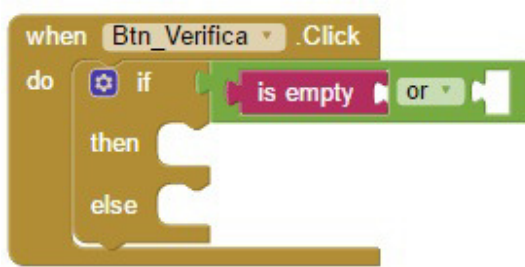 when Btn_Verifica .Click
do if is empty or
then
else